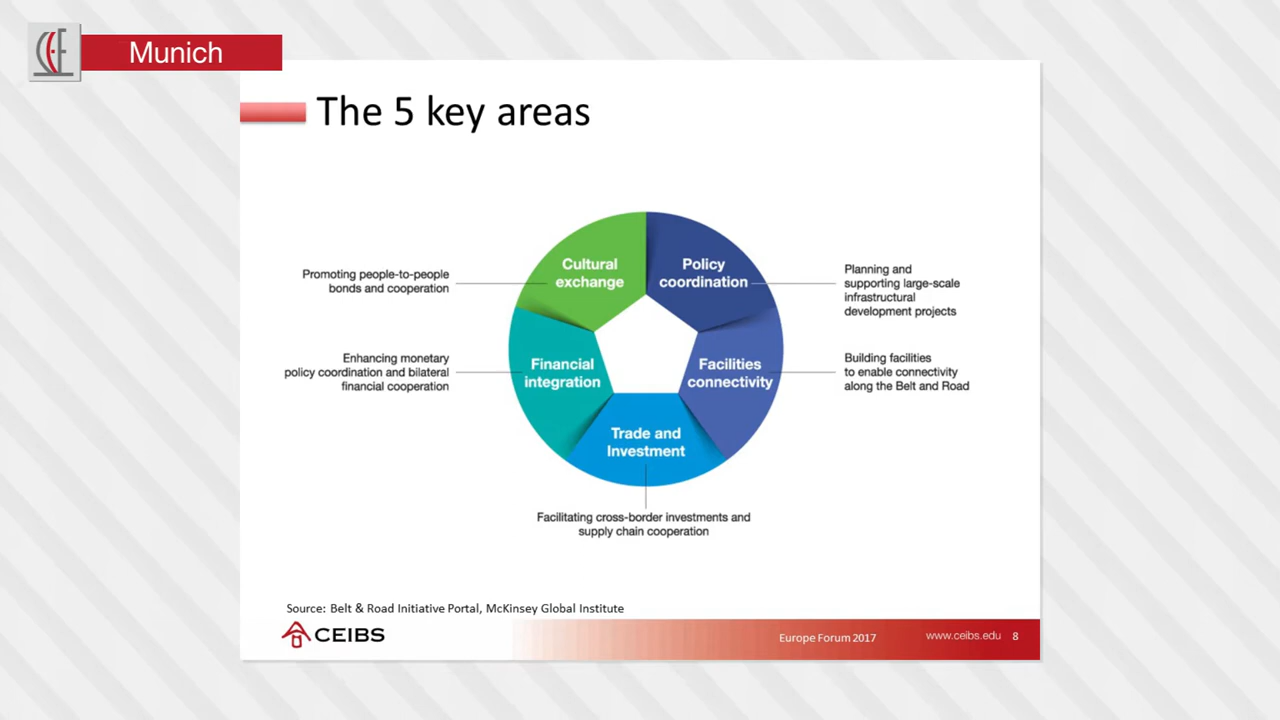 Munich
The 5 key areas
Cultural
exchange
Policy
coordination
Promoting people-to-people
bonds and cooperation
Planning and
supporting large-scale
infrastructural
development projects
Financial
integration
Facilities
connectivity
Enhancing monetary
policy coordination and bilateral
financial cooperation
Building facilities
to enable connectivity
along the Belt and Road
Trade and
Investment
Facilitating cross-border investments and
supply chain cooperation
Source: Belt & Road Initiative Portal, McKinsey Global Institute
CEIBS
Europe Forum 2017
www.ceibs.edu
8